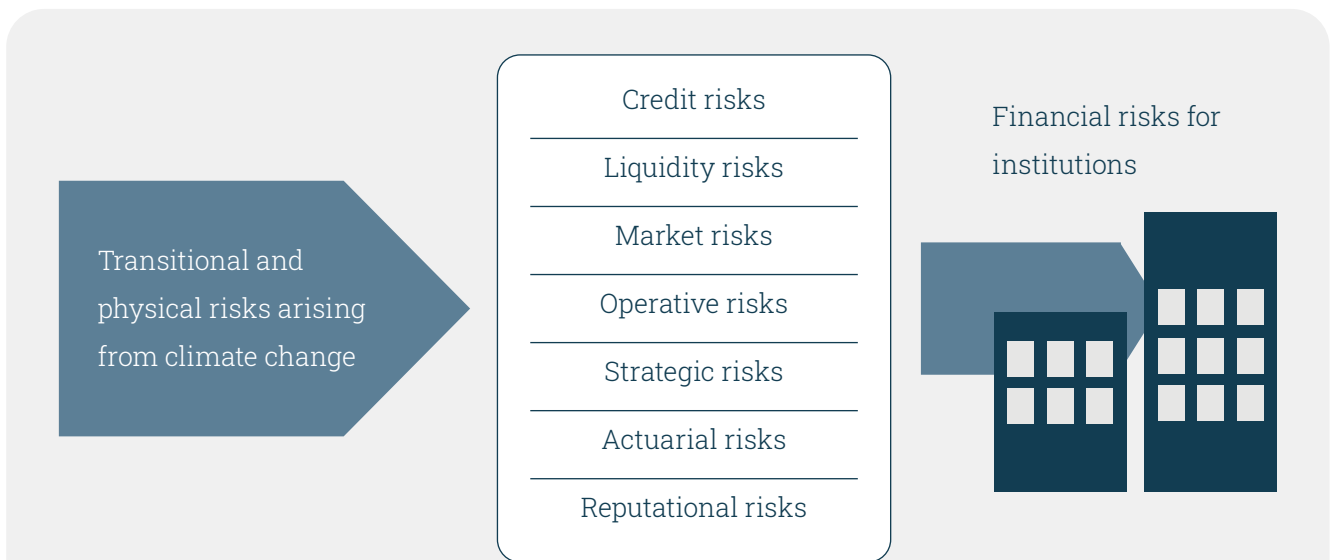 Transitional and
physical risks arising
from climate change
Credit risks
Liquidity risks
Market risks
Operative risks
Strategic risks
Actuarial risks
Reputational risks
Financial risks for
institutions